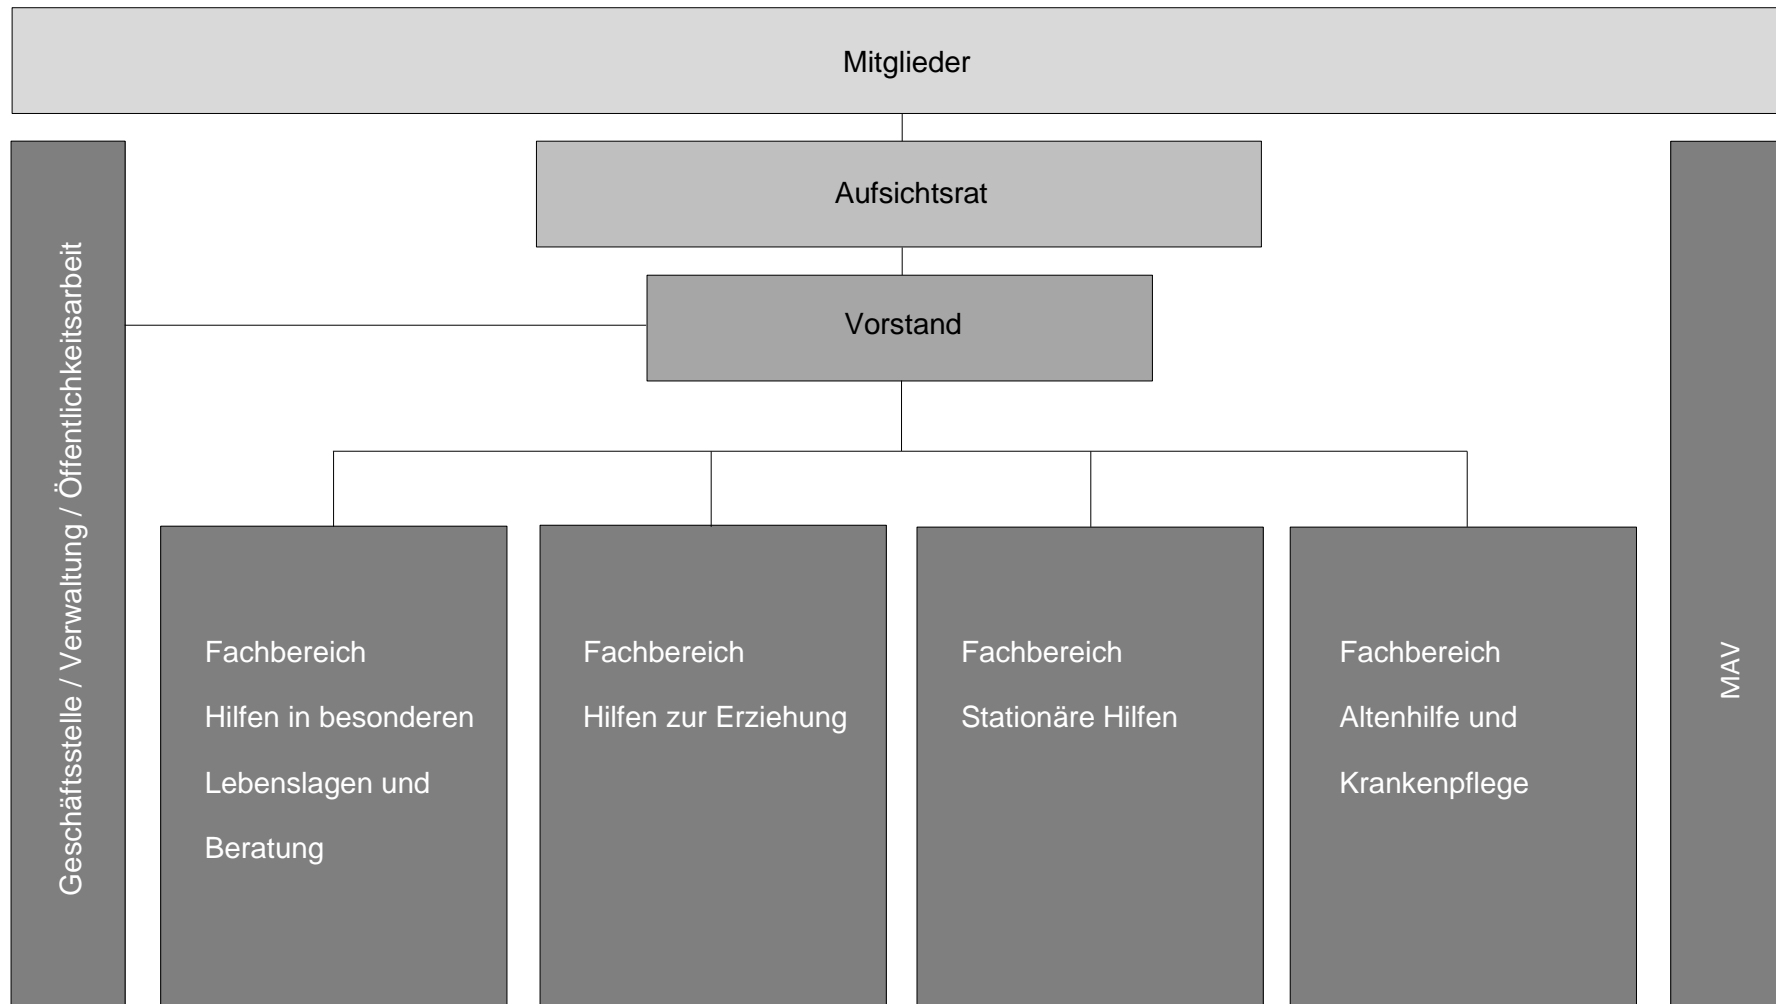 Mitglieder
Aufsichtsrat
Vorstand
Geschäftsstelle / Verwaltung / Öffentlichkeitsarbeit
Fachbereich
Hilfen in besonderen
Lebenslagen und
Beratung
Fachbereich
Hilfen zur Erziehung
Fachbereich
Stationäre Hilfen
Fachbereich
Altenhilfe und
Krankenpflege
MAV